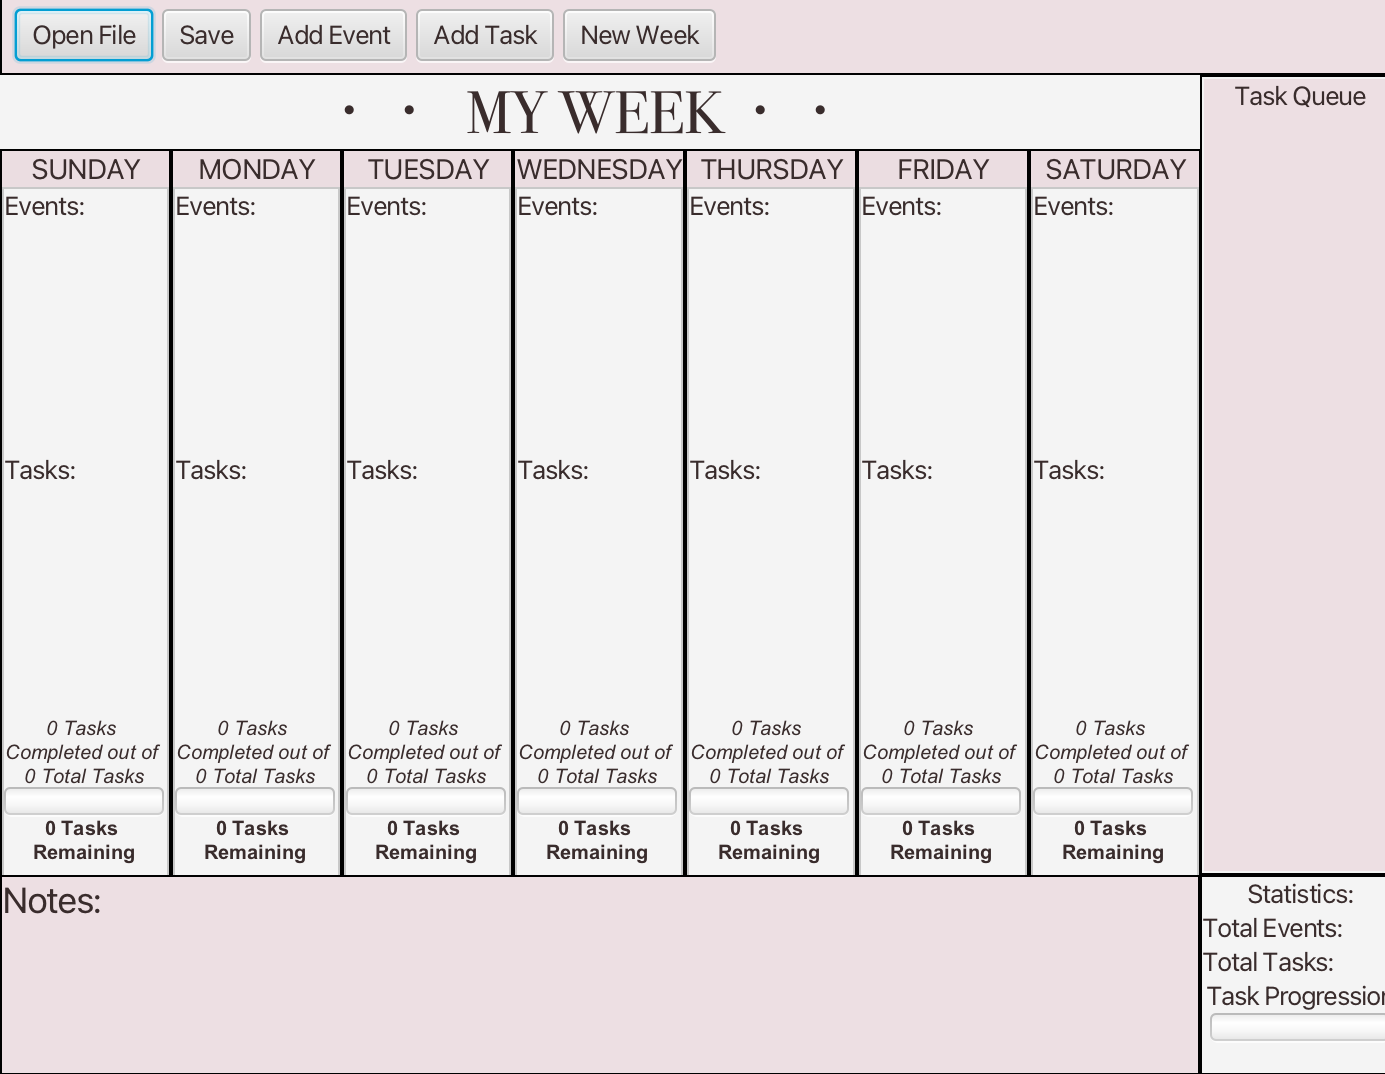 Open File Save Add Event Add Task New Week
• • MY WEEK • •
Task Queue
SUNDAY MONDAY TUESDAY WEDNESDAY THURSDAY FRIDAY SATURDAY
Events: Events: Events: Events: Events: Events: Events:
Tasks: Tasks: Tasks: Tasks: Tasks: Tasks: Tasks:
0 Tasks 0 Tasks 0 Tasks 0 Tasks 0 Tasks 0 Tasks 0 Tasks
Completed out of Completed out of Completed out of Completed out of Completed out of Completed out of Completed out of
0 Total Tasks 0 Total Tasks 0 Total Tasks 0 Total Tasks 0 Total Tasks 0 Total Tasks 0 Total Tasks
0 Tasks 0 Tasks 0 Tasks 0 Tasks 0 Tasks 0 Tasks 0 Tasks
Remaining Remaining Remaining Remaining Remaining Remaining Remaining
Notes:
Statistics:
Total Events:
Total Tasks:
Task Progression